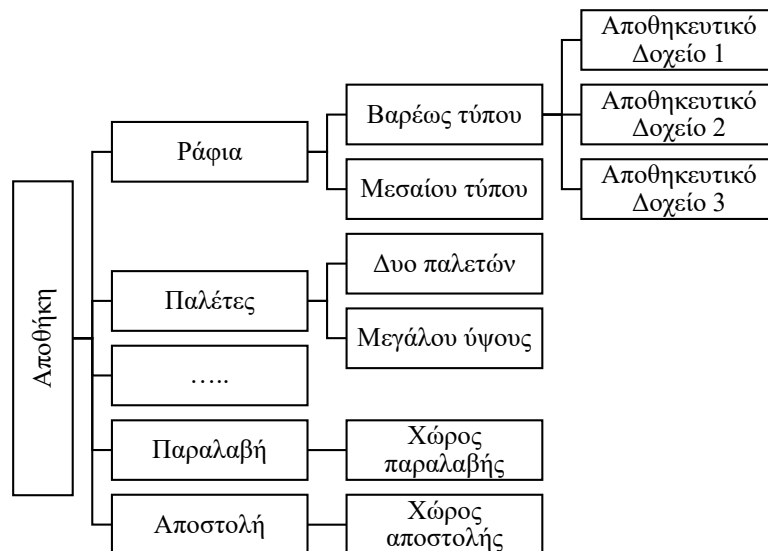 Αποθήκη
Ράφια
Βαρέως τύπου
Αποθηκευτικό
Δοχείο 1
Αποθηκευτικό
Δοχείο 2
Αποθηκευτικό
Δοχείο 3
Μεσαίου τύπου
Παλέτες
Δυο παλετών
Μεγάλου ύψους
…..
Παραλαβή
Χώρος
παραλαβής
Αποστολή
Χώρος
αποστολής